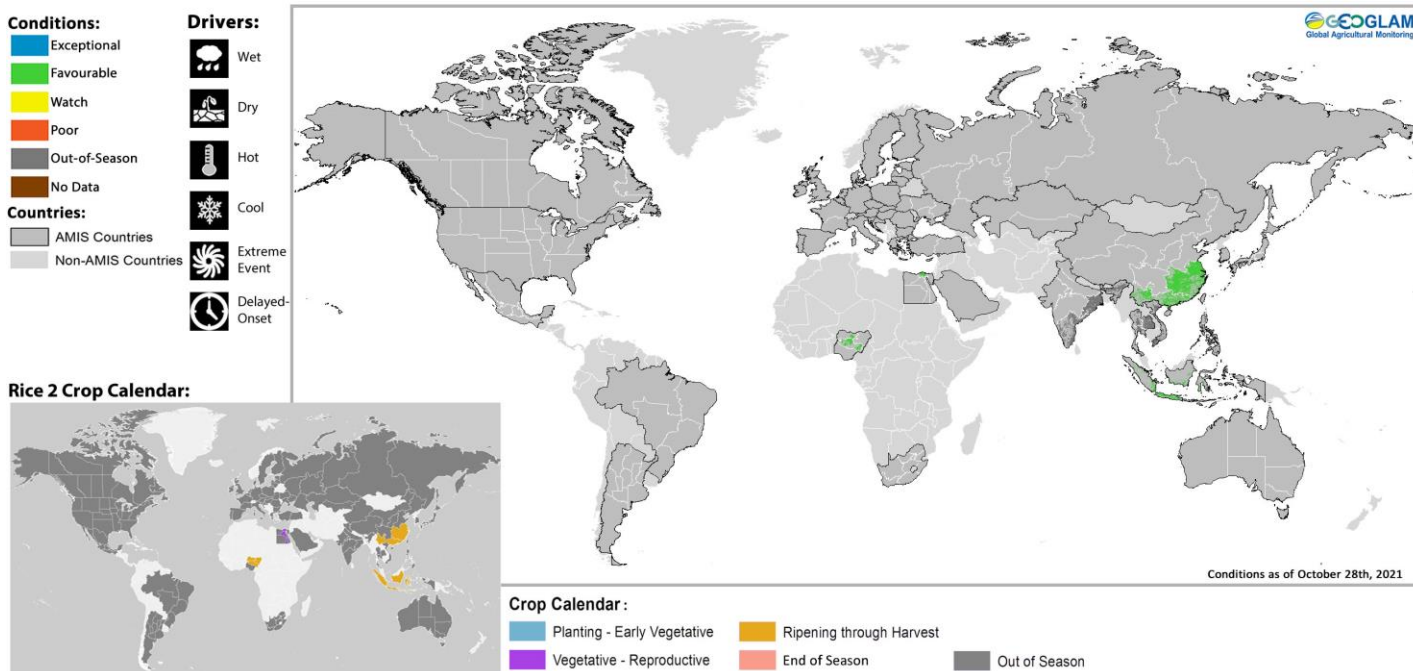 Conditions:
Exceptional
Favourable
Watch
Poor
Out-of-Season
No Data
Countries:
AMIS Countries
Non-AMIS Countries
Drivers:
Wet
Dry
Hot
Cool
Extreme
Event
Delayed-
Onset
GEOGLAM
Global Agricultural Monitoring
Conditions as of October 28th, 2021
Rice 2 Crop Calendar:
Crop Calendar :
Planting - Early Vegetative
Ripening through Harvest
Vegetative - Reproductive
End of Season
Out of Season